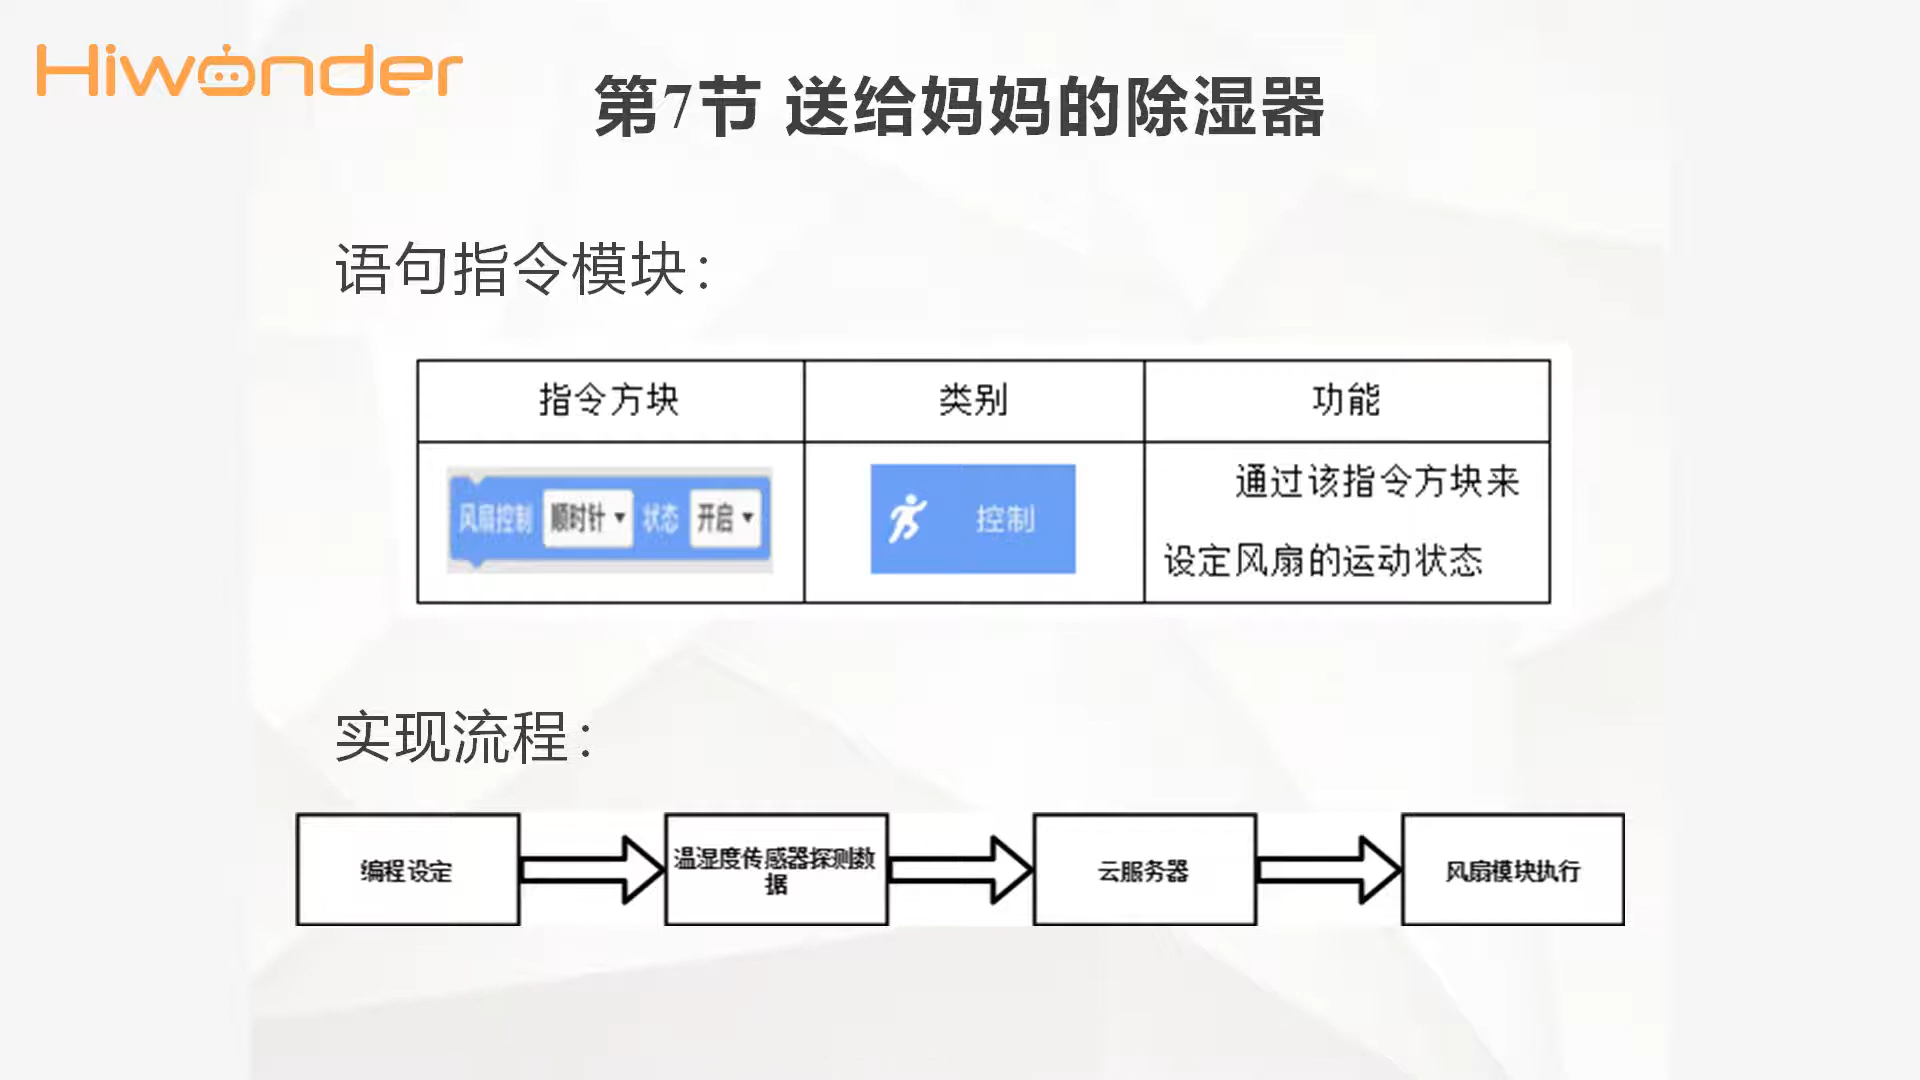 Hiwonder
第7节 送给妈妈的除湿器
语句指令模块：
指令方块 类别 功能
风扇控制 顺时针 状态 开启
控制
通过该指令方块来
设定风扇的运动状态
实现流程：
编程设定
温湿度传感器探测数
据
云服务器
风扇模块执行